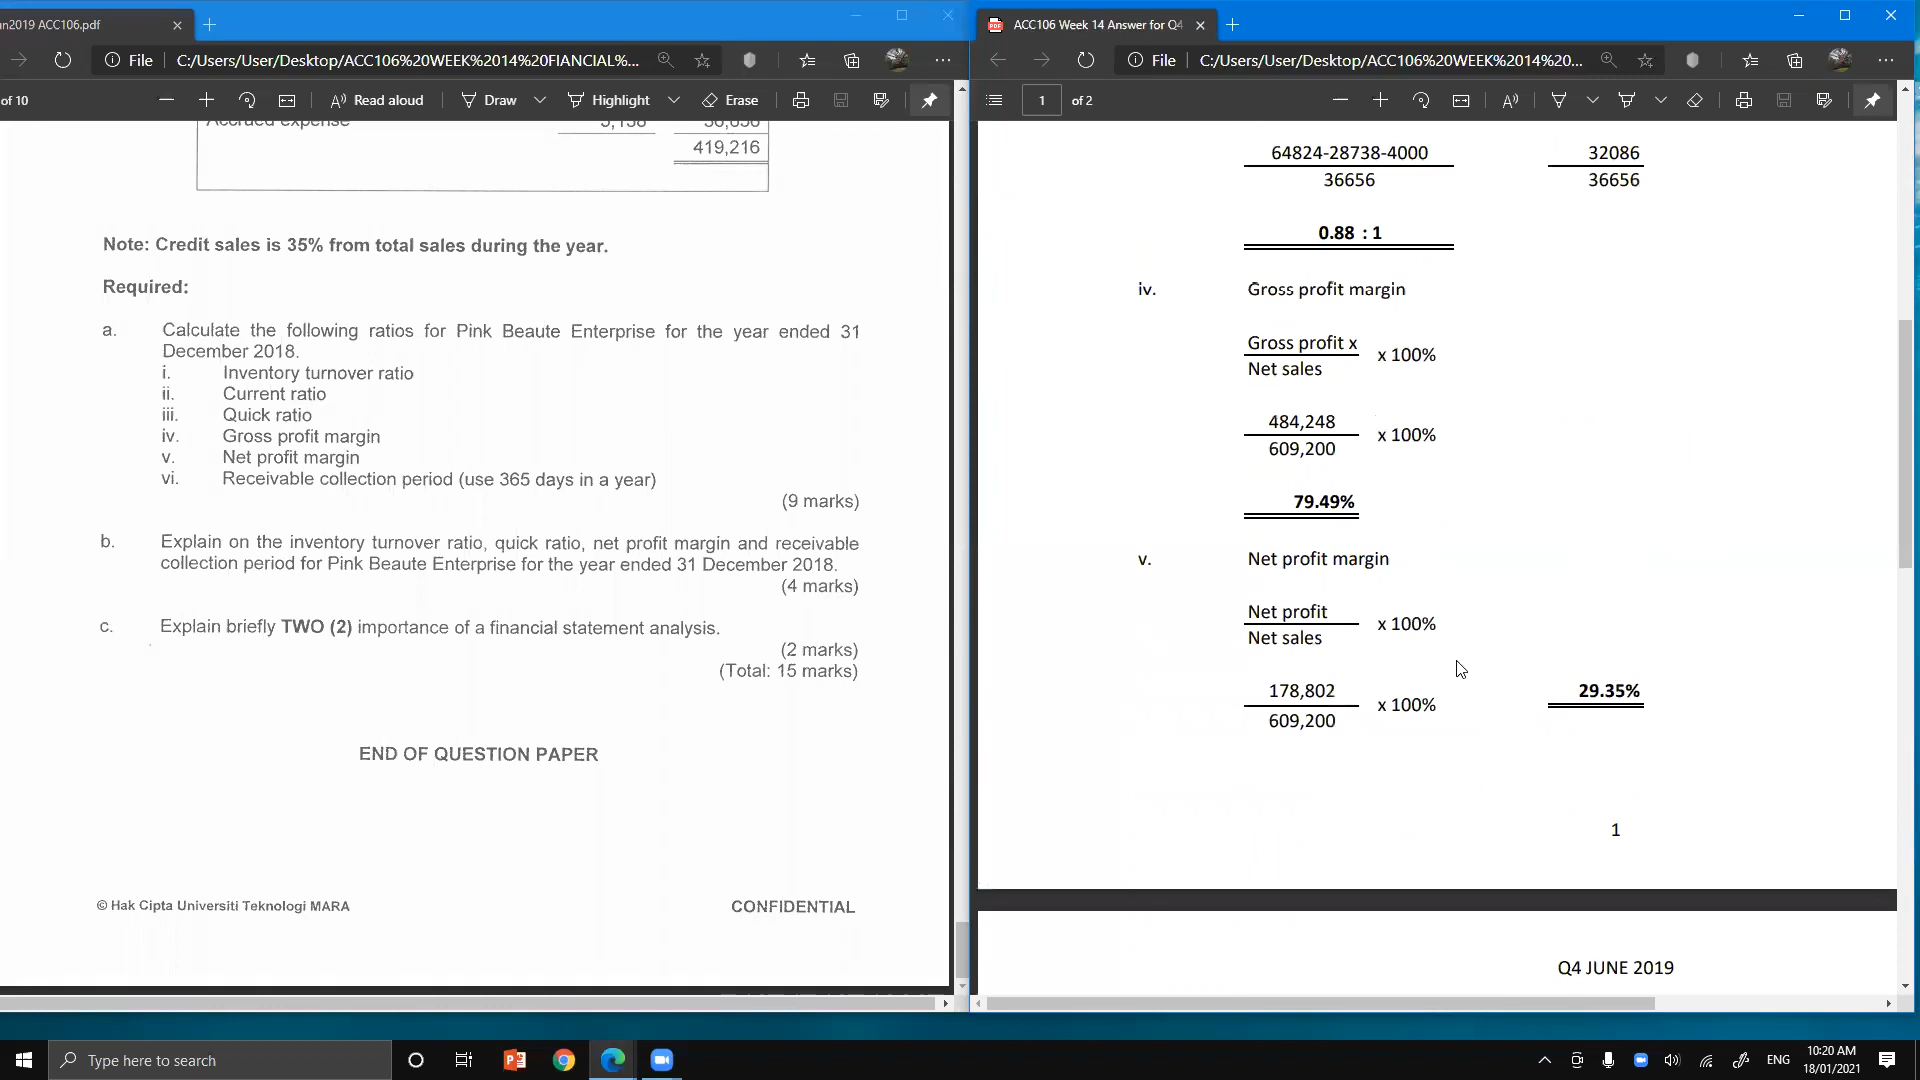 un2019 ACC106.pdf
File C:/Users/User/Desktop/ACC106%20WEEK%2014%20FIANCIAL%...
of 10 Read aloud Draw Highlight Erase
Accrued expense 5,138 36,656
419,216
Note: Credit sales is 35% from total sales during the year.
Required:
a. Calculate the following ratios for Pink Beaute Enterprise for the year ended 31
December 2018.
i. Inventory turnover ratio
ii. Current ratio
iii. Quick ratio
iv. Gross profit margin
v. Net profit margin
vi. Receivable collection period (use 365 days in a year)
(9 marks)
b. Explain on the inventory turnover ratio, quick ratio, net profit margin and receivable
collection period for Pink Beaute Enterprise for the year ended 31 December 2018.
(4 marks)
c. Explain briefly TWO (2) importance of a financial statement analysis.
(2 marks)
(Total: 15 marks)
END OF QUESTION PAPER
© Hak Cipta Universiti Teknologi MARA CONFIDENTIAL
ACC106 Week 14 Answer for Q4
File C:/Users/User/Desktop/ACC106%20WEEK%2014%20...
1 of 2
64824-28738-4000 32086
36656 36656
0.88 : 1
iv. Gross profit margin
Gross profit x
x 100%
Net sales
484,248
x 100%
609,200
79.49%
v. Net profit margin
Net profit
x 100%
Net sales
178,802 29.35%
x 100%
609,200
1
Q4 JUNE 2019
Type here to search
ENG 10:20 AM
18/01/2021